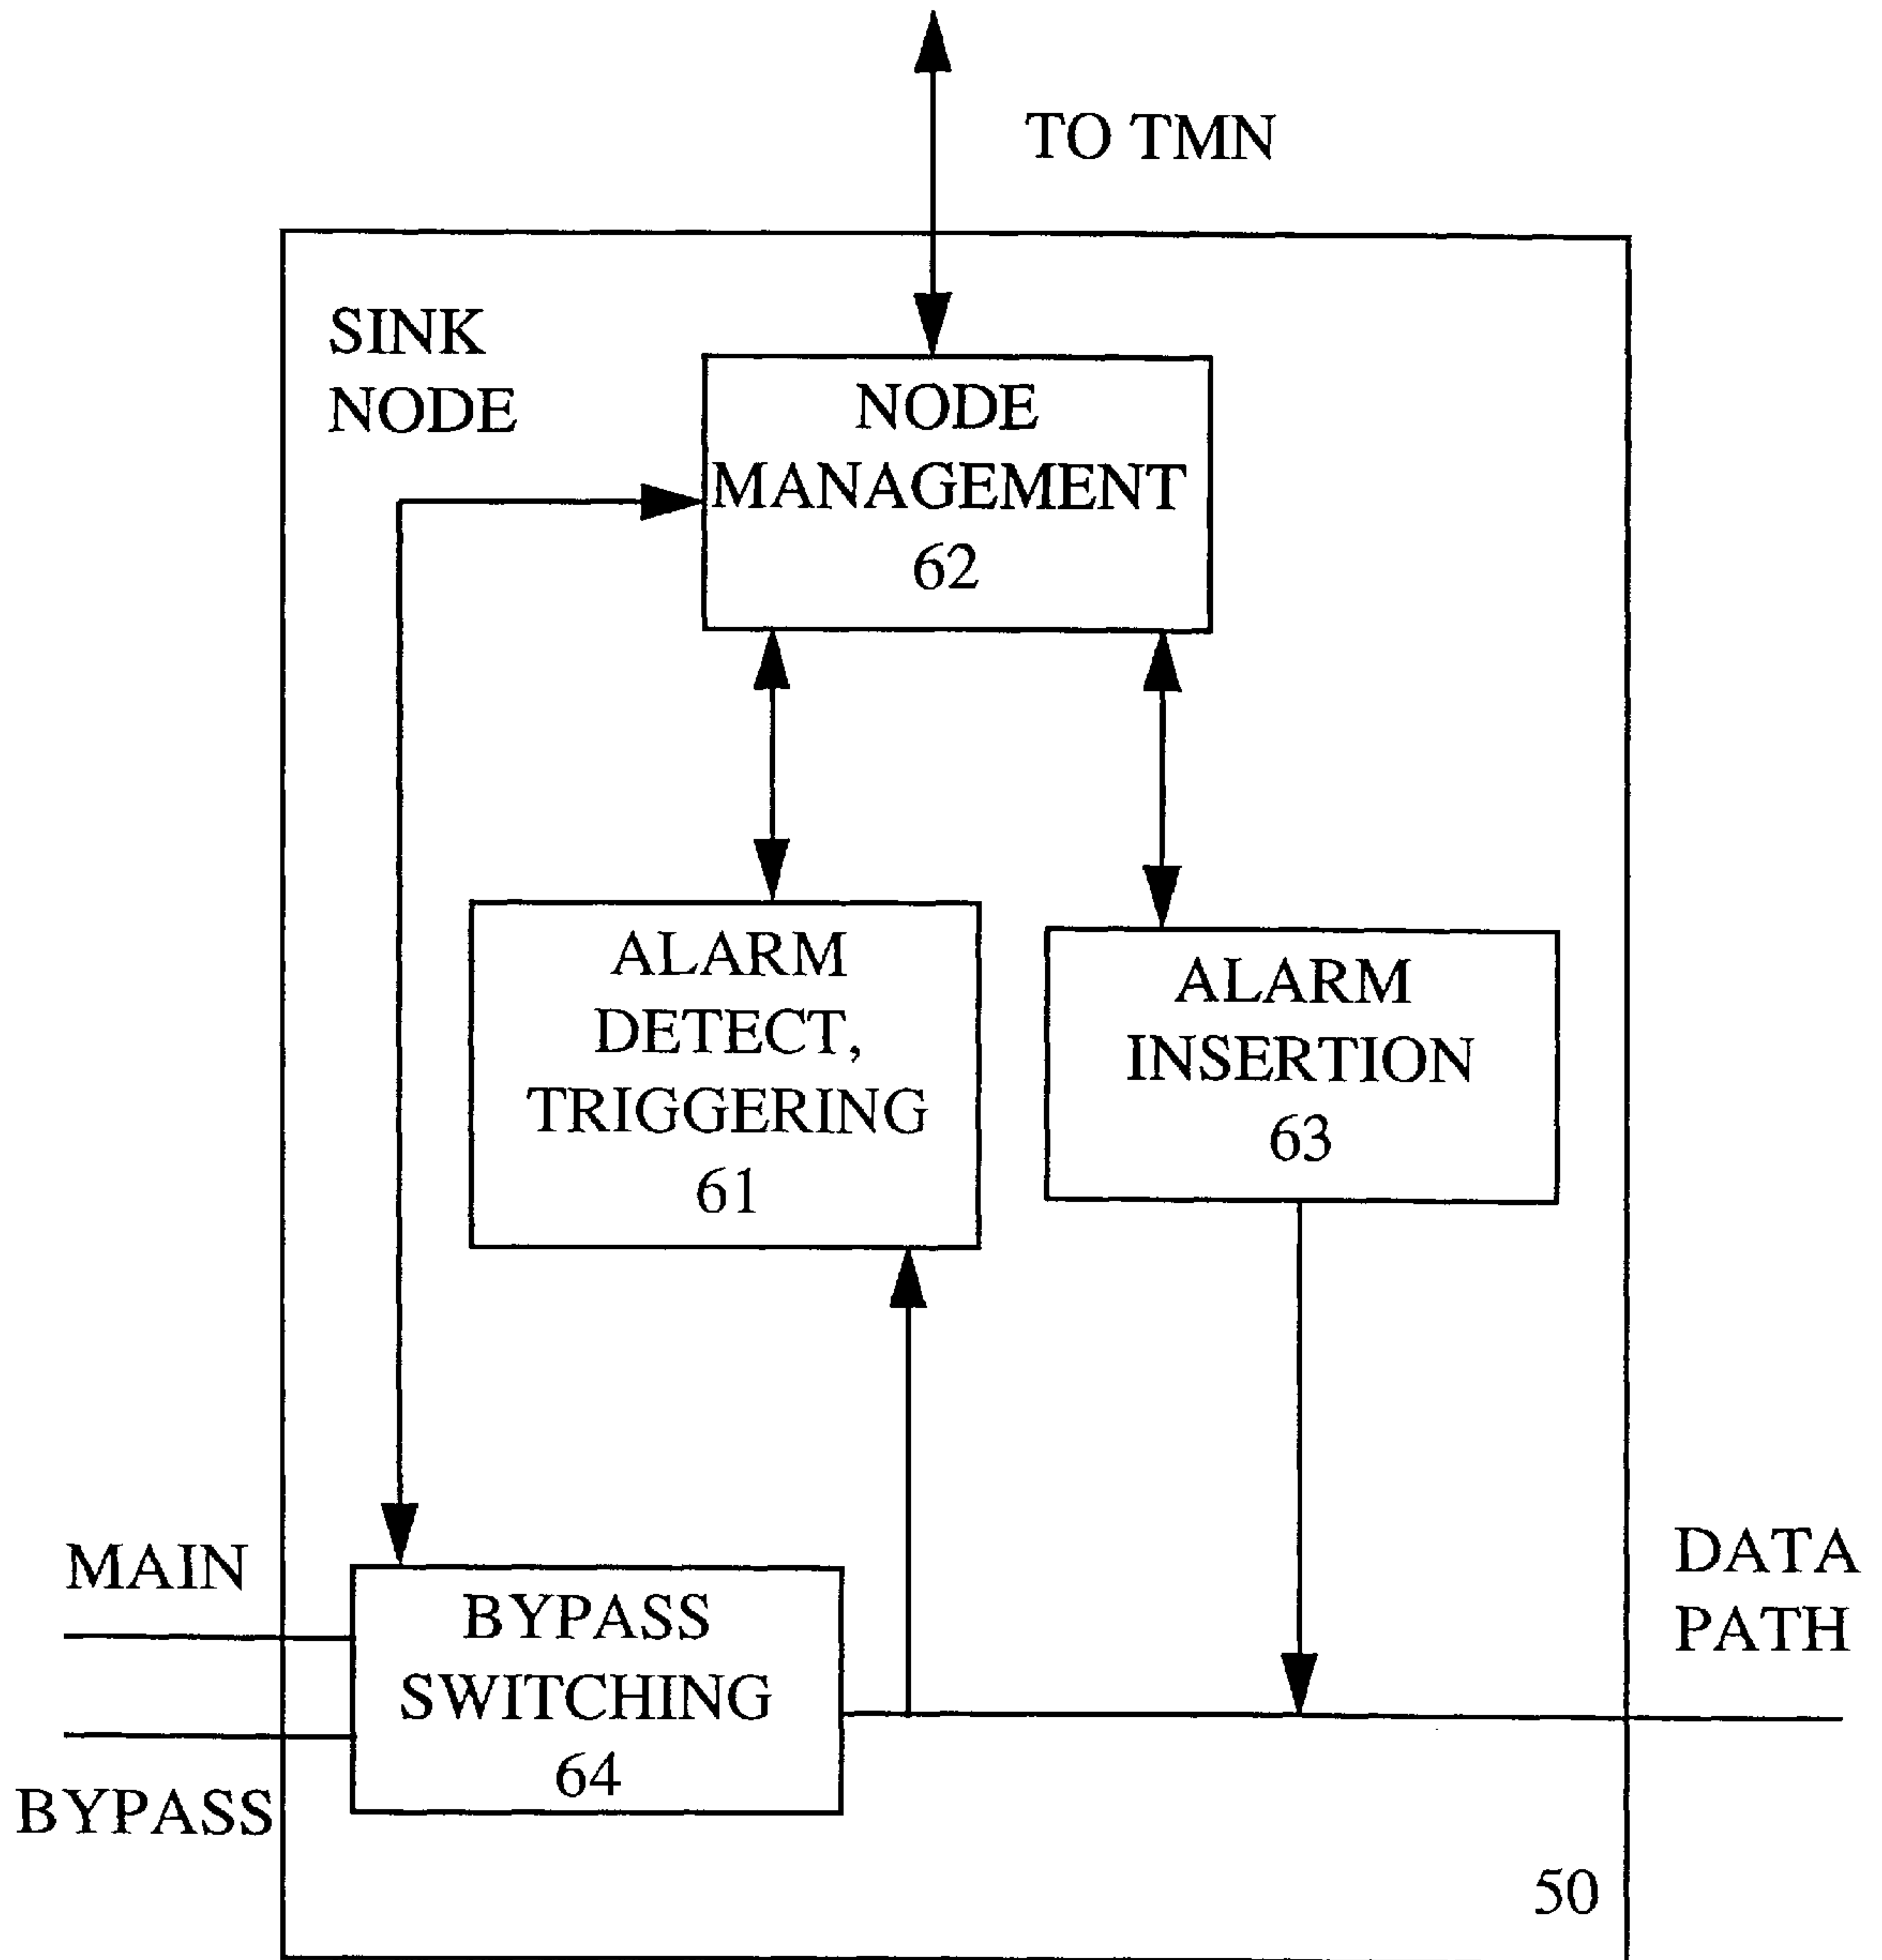 TO TMN
SINK
NODE
NODE
MANAGEMENT
62
ALARM
DETECT,
TRIGGERING
61
ALARM
INSERTION
63
MAIN
BYPASS
BYPASS
SWITCHING
64
DATA
PATH
50